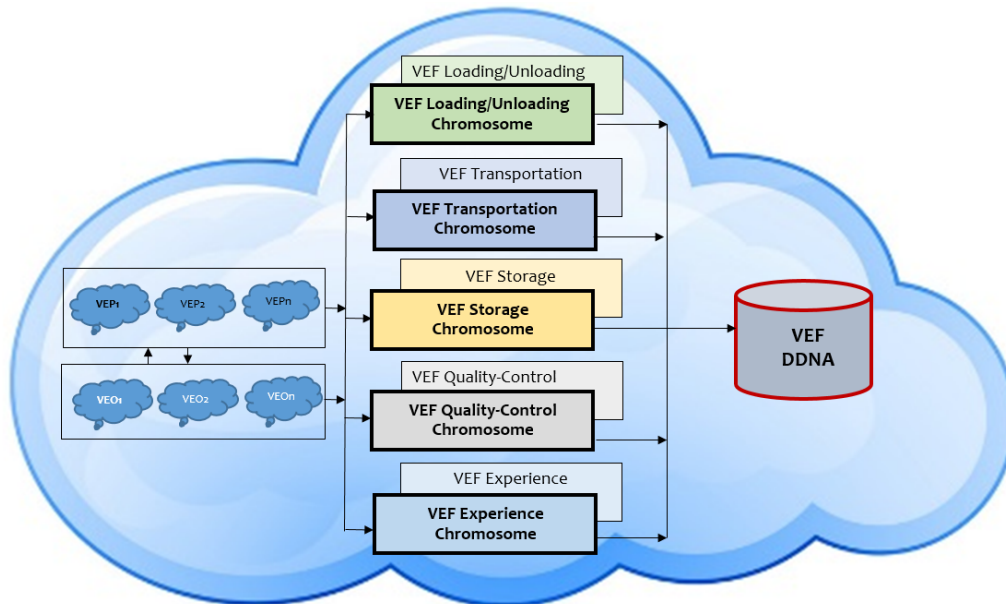 VEF Loading/Unloading
VEF Loading/Unloading
Chromosome
VEF Transportation
VEF Transportation
Chromosome
VEF Storage
VEF Storage
Chromosome
VEP1
VEP2
VEPn
VEO1
VEO2
VEOn
VEF Quality-Control
VEF Quality-Control
Chromosome
VEF Experience
VEF Experience
Chromosome
VEF
DDNA